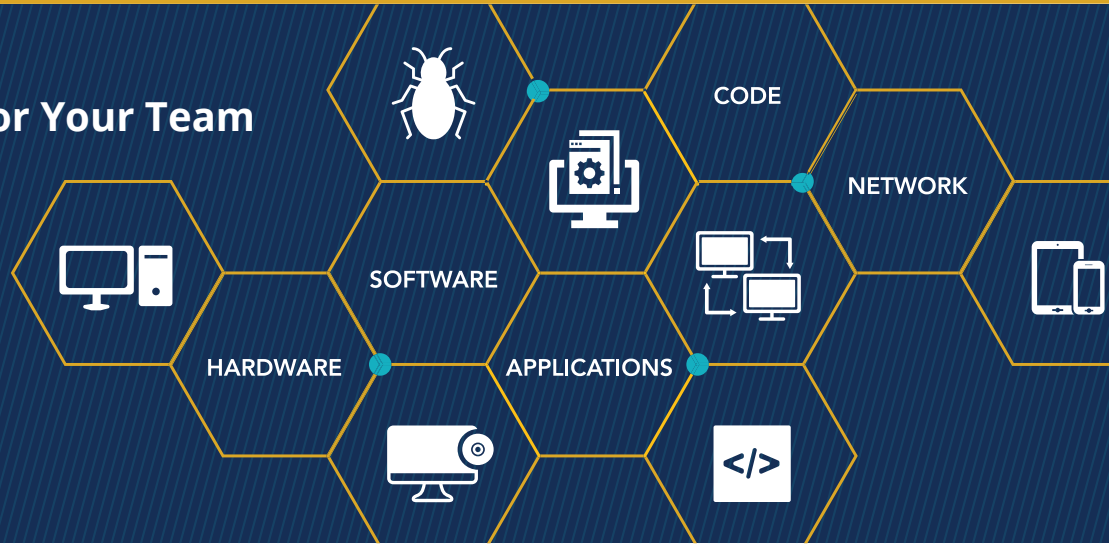 or Your Team
CODE
NETWORK
SOFTWARE
HARDWARE
APPLICATIONS
</>